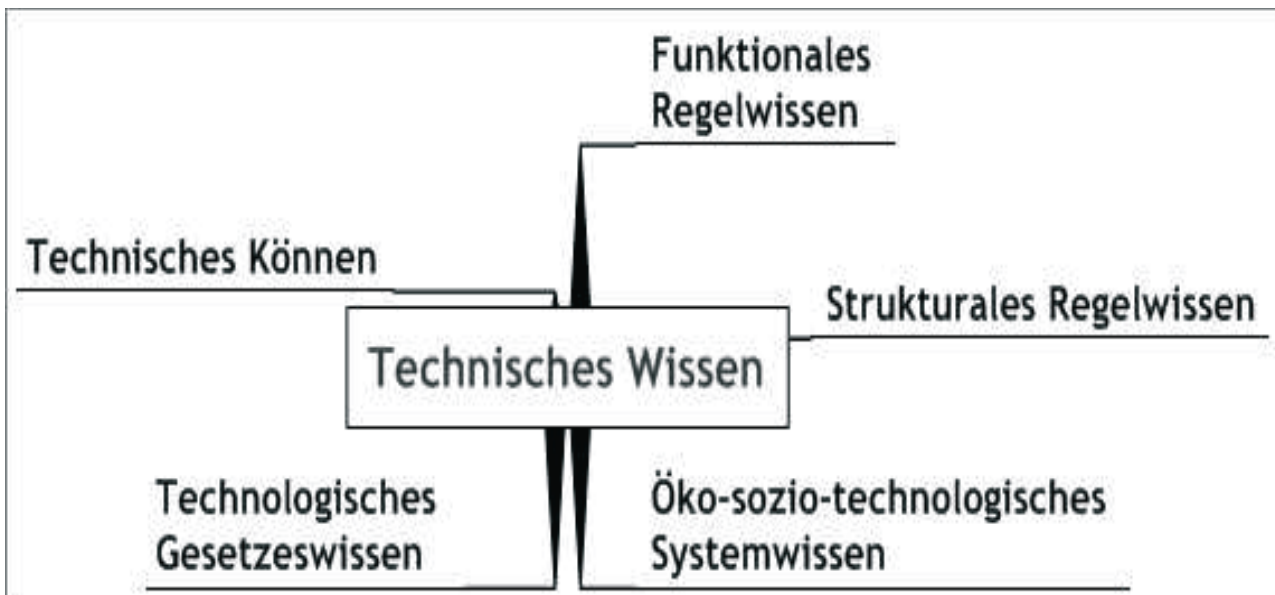 Funktionales
Regelwissen
Technisches Können
Strukturales Regelwissen
Technisches Wissen
Technologisches
Gesetzeswissen
Öko-sozio-technologisches
Systemwissen